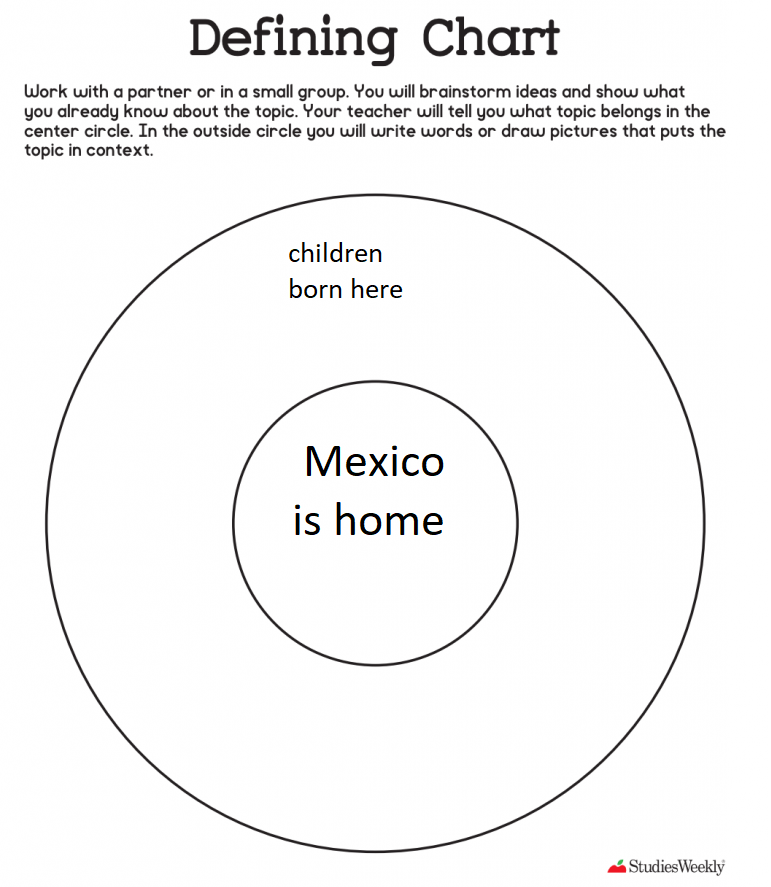 Defining Chart
Work with a partner or in a small group. You will brainstorm ideas and show what
you already know about the topic. Your teacher will tell you what topic belongs in the
center circle. In the outside circle you will write words or draw pictures that puts the
topic in context.
children
born here
Mexico
is home
StudiesWeekly